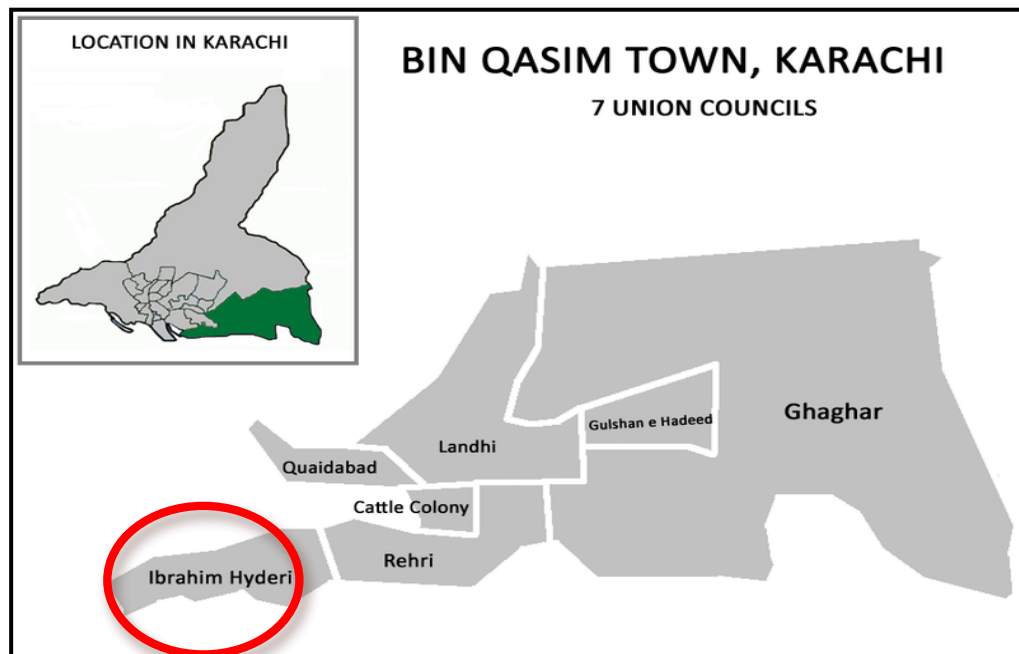 LOCATION IN KARACHI
BIN QASIM TOWN, KARACHI
7 UNION COUNCILS
Ghaghar
Gulshan e Hadeed
Landhi
Quaidabad
Cattle Colony
Rehri
Ibrahim Hyderi